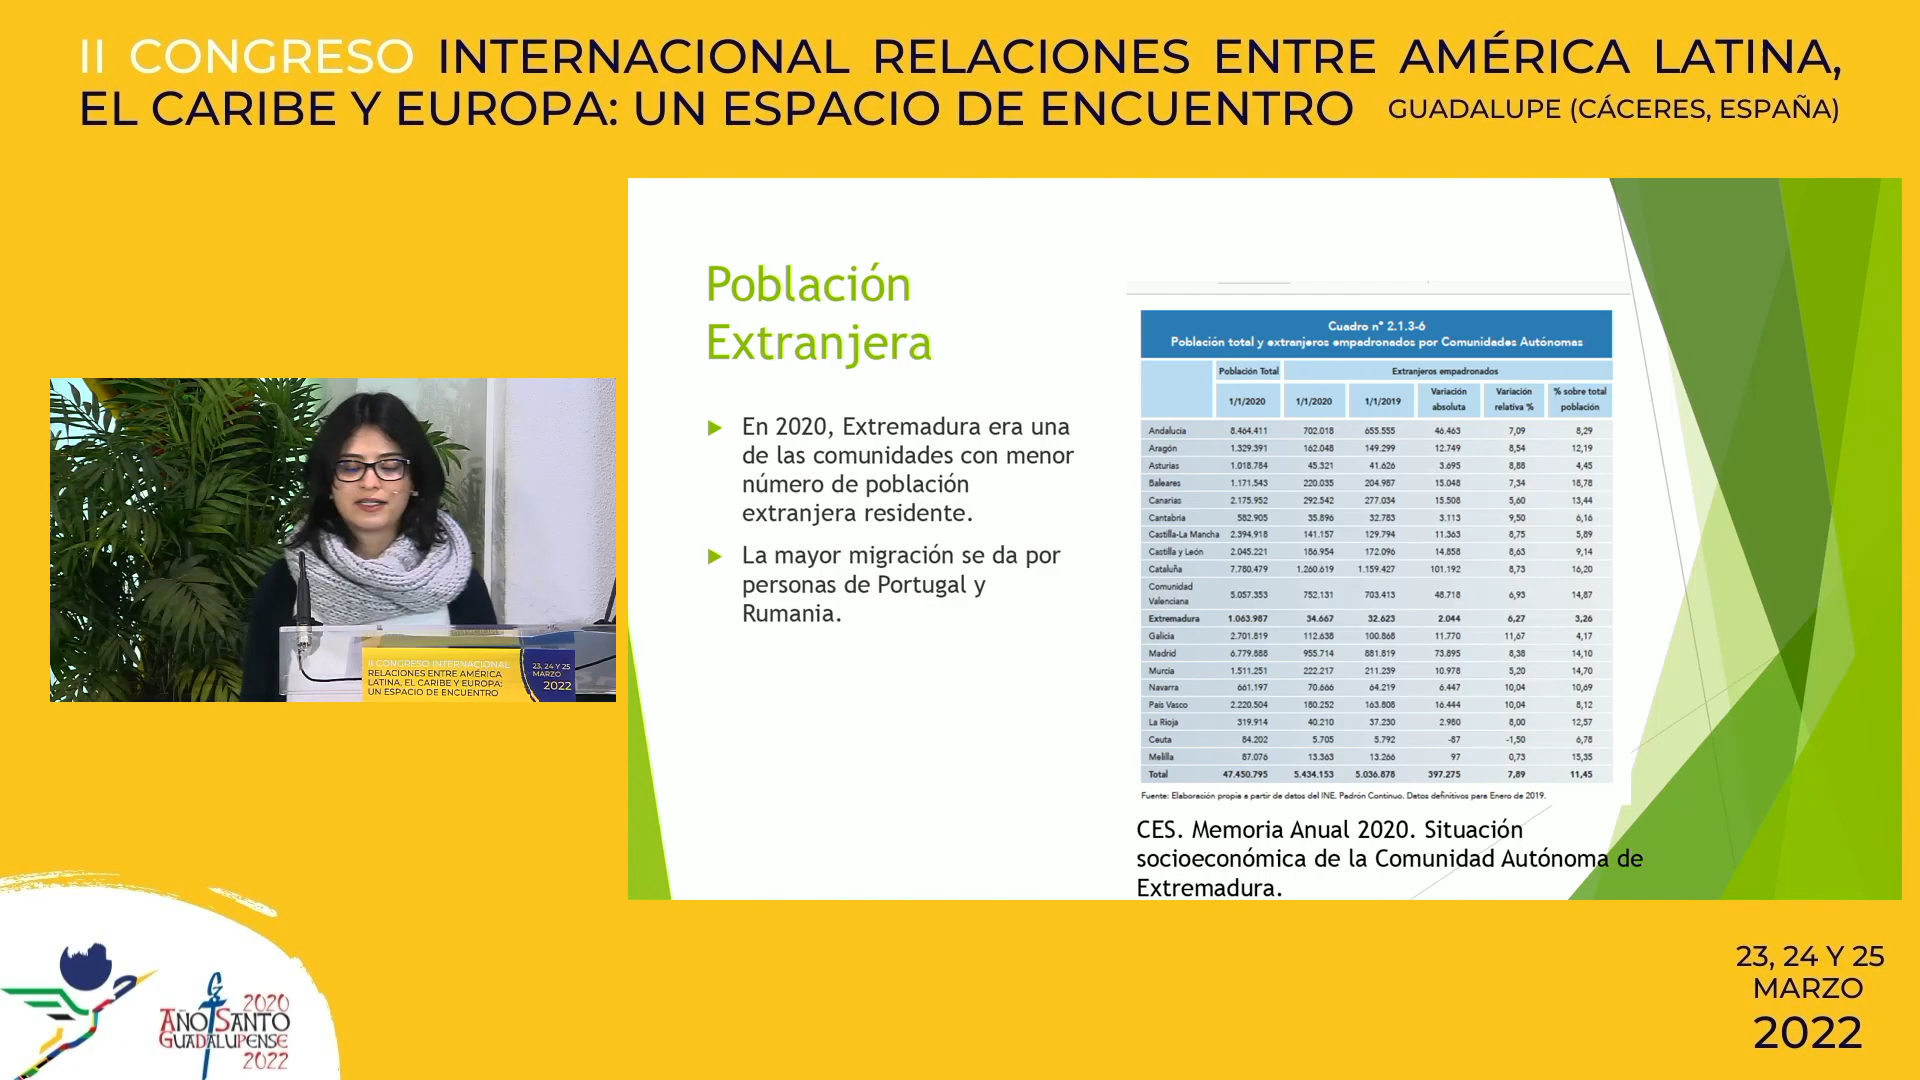 II CONGRESO INTERNACIONAL RELACIONES ENTRE AMÉRICA LATINA,
EL CARIBE Y EUROPA: UN ESPACIO DE ENCUENTRO GUADALUPE (CÁCERES, ESPAÑA)
Población
Extranjera
En 2020, Extremadura era una
de las comunidades con menor
número de población
extranjera residente.
La mayor migración se da por
personas de Portugal y
Rumania.
Cuadro nº 2.1.3-6
Población total y extranjeros empadronados por Comunidades Autónomas
Población Total Extranjeros empadronados
1/1/2020 1/1/2020 1/1/2019 Variación absoluta Variación relativa % % sobre total población
Andalucía 8.464.411 702.018 655.555 46.463 7,09 8,29
Aragón 1.329.391 162.048 149.299 12.749 8,54 12,19
Asturias 1.018.784 45.321 41.626 3.695 8,88 4,45
Baleares 1.171.543 220.035 204.987 15.048 7,34 18,78
Canarias 2.175.952 292.542 277.034 15.508 5,60 13,44
Cantabria 582.905 35.896 32.783 3.113 9,50 6,16
Castilla-La Mancha 2.394.918 141.157 129.794 11.363 8,75 5,89
Castilla y León 2.045.221 186.954 172.096 14.858 8,63 9,14
Cataluña 7.780.479 1.260.619 1.159.427 101.192 8,73 16,20
Comunidad
Valenciana 5.057.353 752.131 703.413 48.718 6,93 14,87
Extremadura 1.063.987 34.667 32.623 2.044 6,27 3,26
Galicia 2.701.819 112.638 100.868 11.770 11,67 4,17
Madrid 6.779.888 955.714 881.819 73.895 8,38 14,10
Murcia 1.511.251 222.217 211.239 10.978 5,20 14,70
Navarra 661.197 70.666 64.219 6.447 10,04 10,69
País Vasco 2.220.504 180.252 163.808 16.444 10,04 8,12
La Rioja 319.914 40.210 37.230 2.980 8,00 12,57
Ceuta 84.202 5.705 5.792 -87 -1,50 6,78
Melilla 87.076 13.363 13.266 97 0,73 15,35
Total 47.450.795 5.434.153 5.036.878 397.275 7,89 11,45
Fuente: Elaboración propia a partir de datos del INE. Padrón Continuo. Datos definitivos para Enero de 2019.
CES. Memoria Anual 2020. Situación
socioeconómica de la Comunidad Autónoma de
Extremadura.
II CONGRESO INTERNACIONAL
RELACIONES ENTRE AMÉRICA
LATINA, EL CARIBE Y EUROPA:
UN ESPACIO DE ENCUENTRO
23, 24 Y 25
MARZO
2022
2020
AÑO SANTO
GUADALUPENSE
2022
23, 24 Y 25
MARZO
2022